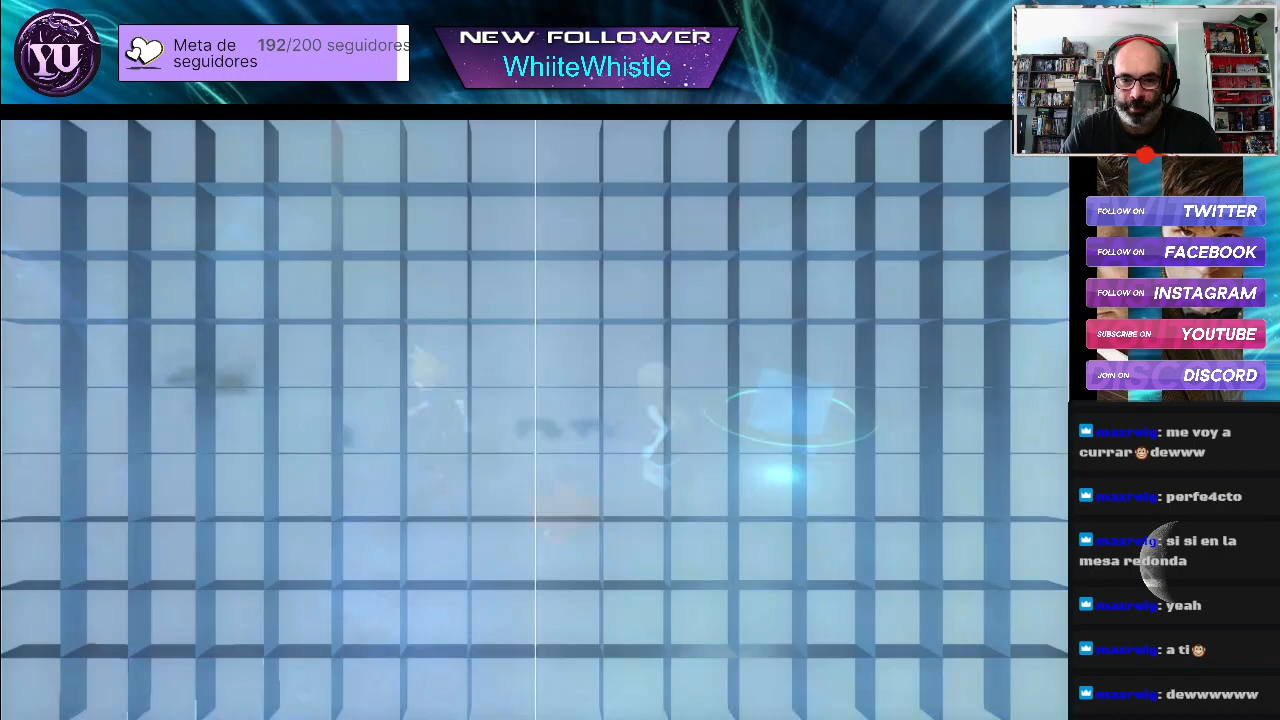 YU
Meta de
seguidores
192/200 seguidores
NEW FOLLOWER
WhiiteWhistle
FOLLOW ON TWITTER
FOLLOW ON FACEBOOK
FOLLOW ON INSTAGRAM
SUBSCRIBE ON YOUTUBE
JOIN ON DISCORD
: me voy a
currar🐵dewww
: perfe4cto
: si si en la
mesa redonda
: yeah
: a ti🐵
: dewwwwww